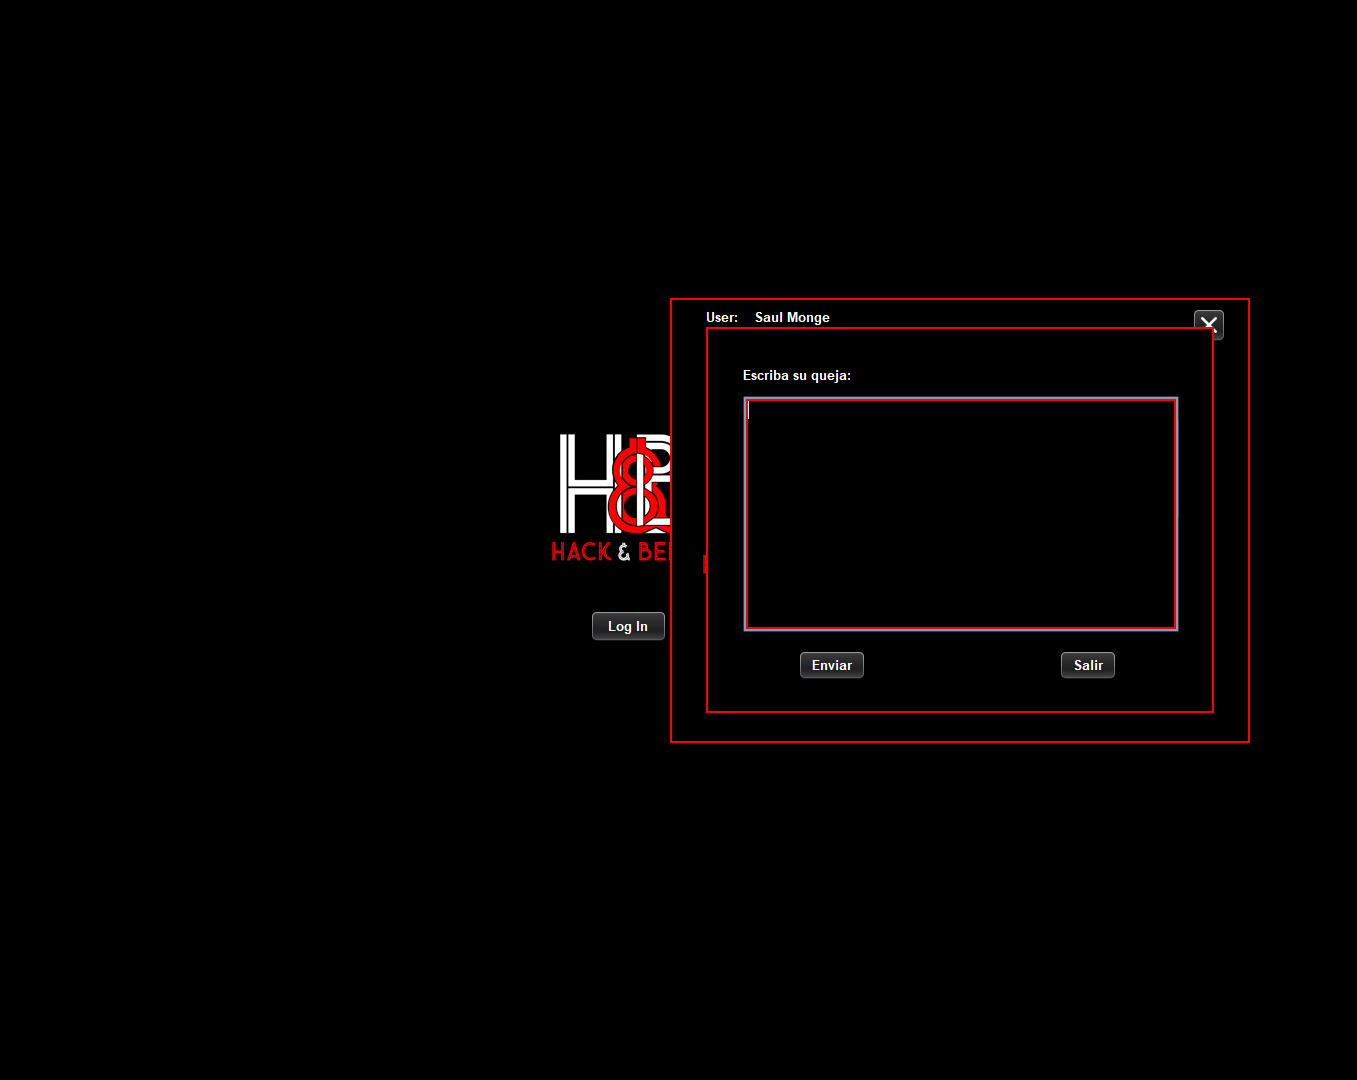 User: Saul Monge
Escriba su queja:
H&
HACK & BE
Log In
Enviar
Salir